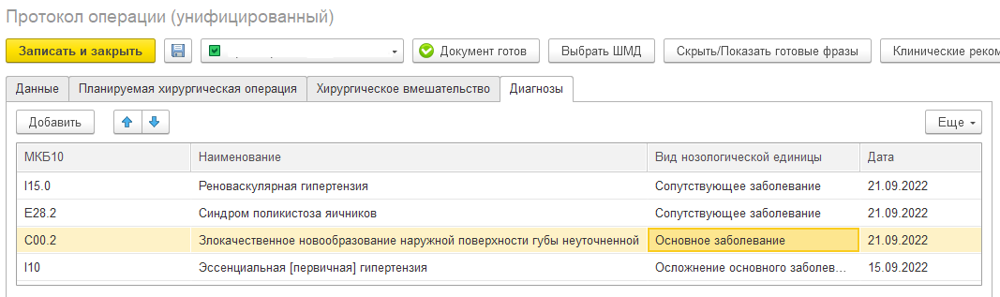 Протокол операции (унифицированный)
Записать и закрыть Документ готов Выбрать ШМД Скрыть/Показать готовые фразы Клинические реком
Данные Планируемая хирургическая операция Хирургическое вмешательство Диагнозы
Добавить Еще
МКБ10 Наименование Вид нозологической единицы Дата
I15.0 Реноваскулярная гипертензия Сопутствующее заболевание 21.09.2022
E28.2 Синдром поликистоза яичников Сопутствующее заболевание 21.09.2022
C00.2 Злокачественное новообразование наружной поверхности губы неуточненной Основное заболевание 21.09.2022
I10 Эссенциальная [первичная] гипертензия Осложнение основного заболев... 15.09.2022